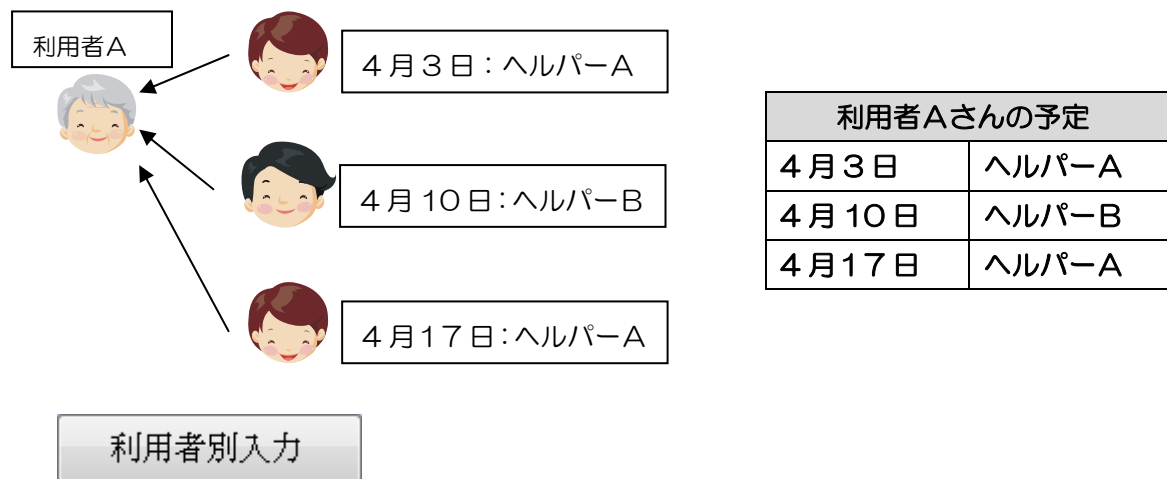 利用者A
４月３日：ヘルパーA
４月10日：ヘルパーB
４月１７日：ヘルパーA
利用者Aさんの予定
４月３日 ヘルパーA
４月10日 ヘルパーB
４月17日 ヘルパーA
利用者別入力